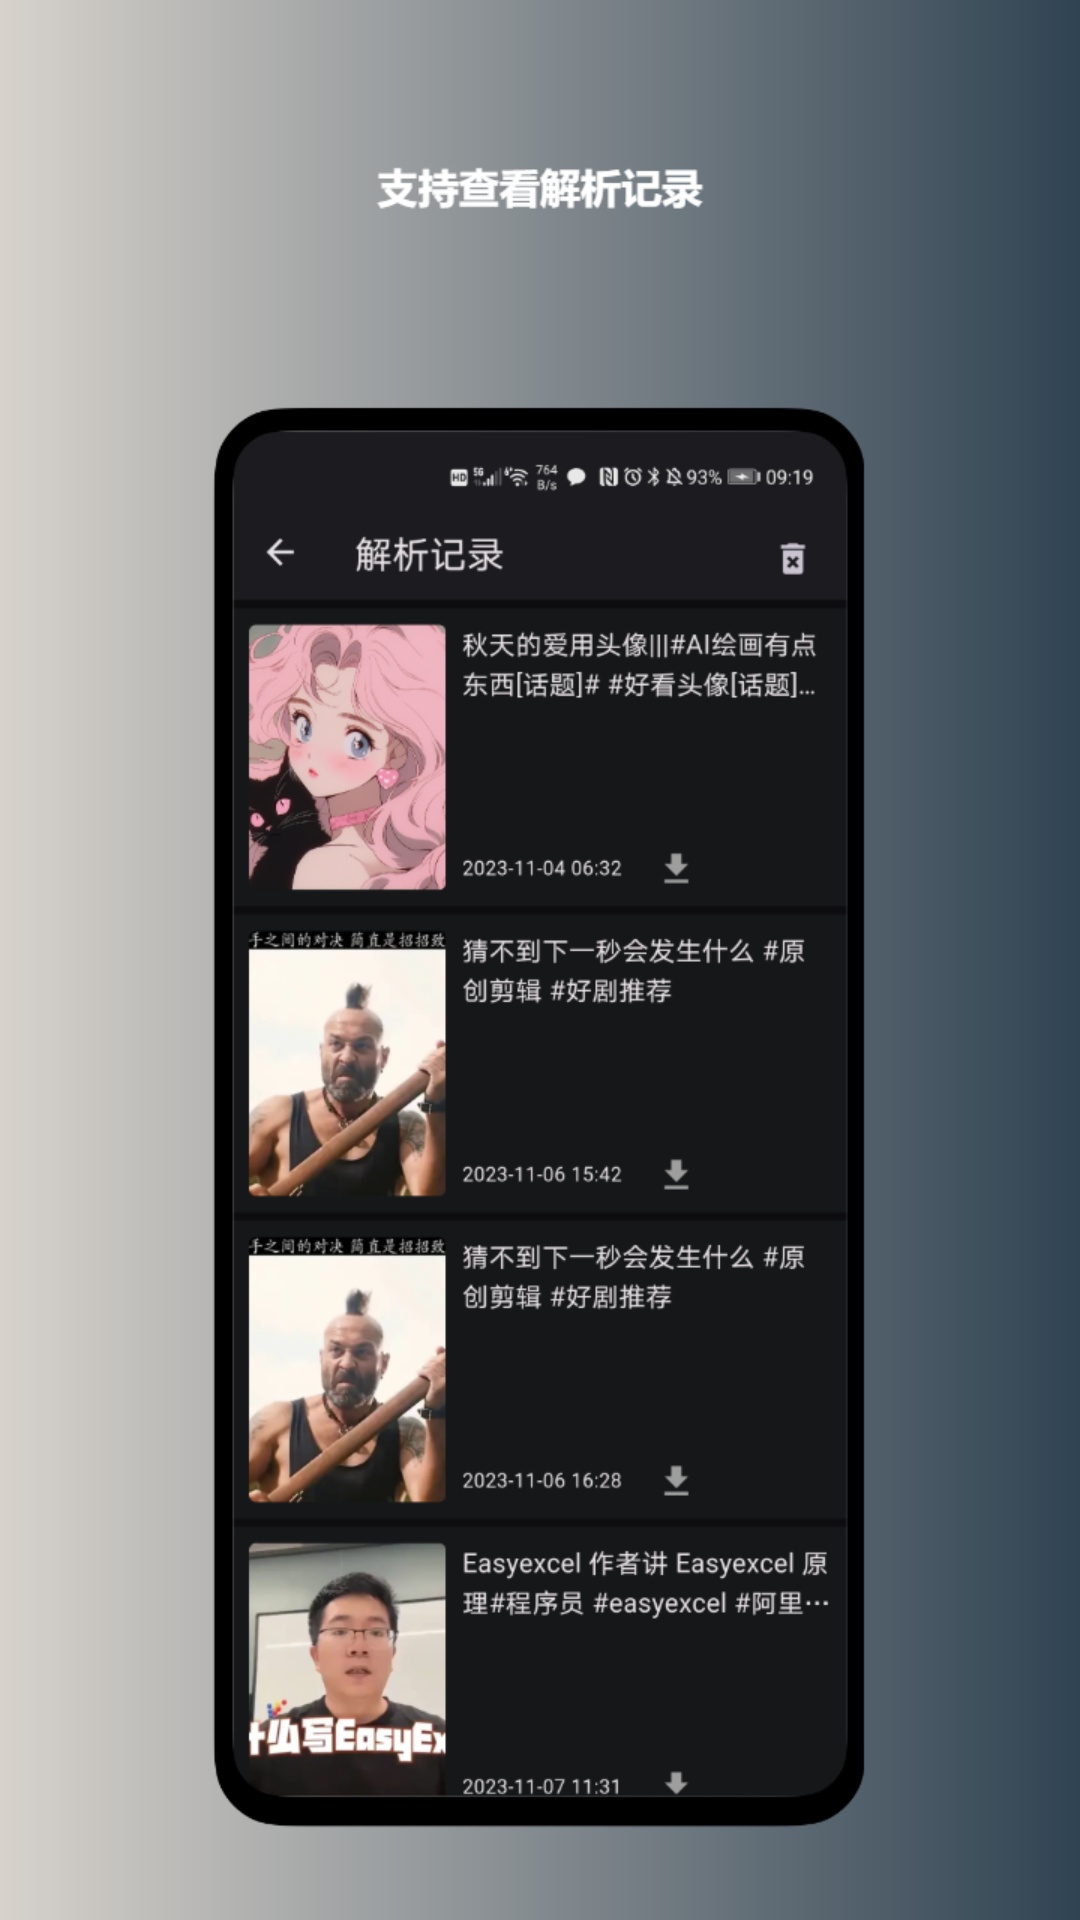 支持查看解析记录
HD 5G 764 B/s 93% 09:19
解析记录
秋天的爱用头像|||#AI绘画有点
东西[话题]# #好看头像[话题]...
2023-11-04 06:32
手之间的对决 简直是招招致
猜不到下一秒会发生什么 #原
创剪辑 #好剧推荐
2023-11-06 15:42
手之间的对决 简直是招招致
猜不到下一秒会发生什么 #原
创剪辑 #好剧推荐
2023-11-06 16:28
Easyexcel 作者讲 Easyexcel 原
理#程序员 #easyexcel #阿里…
什么写EasyEx
2023-11-07 11:31